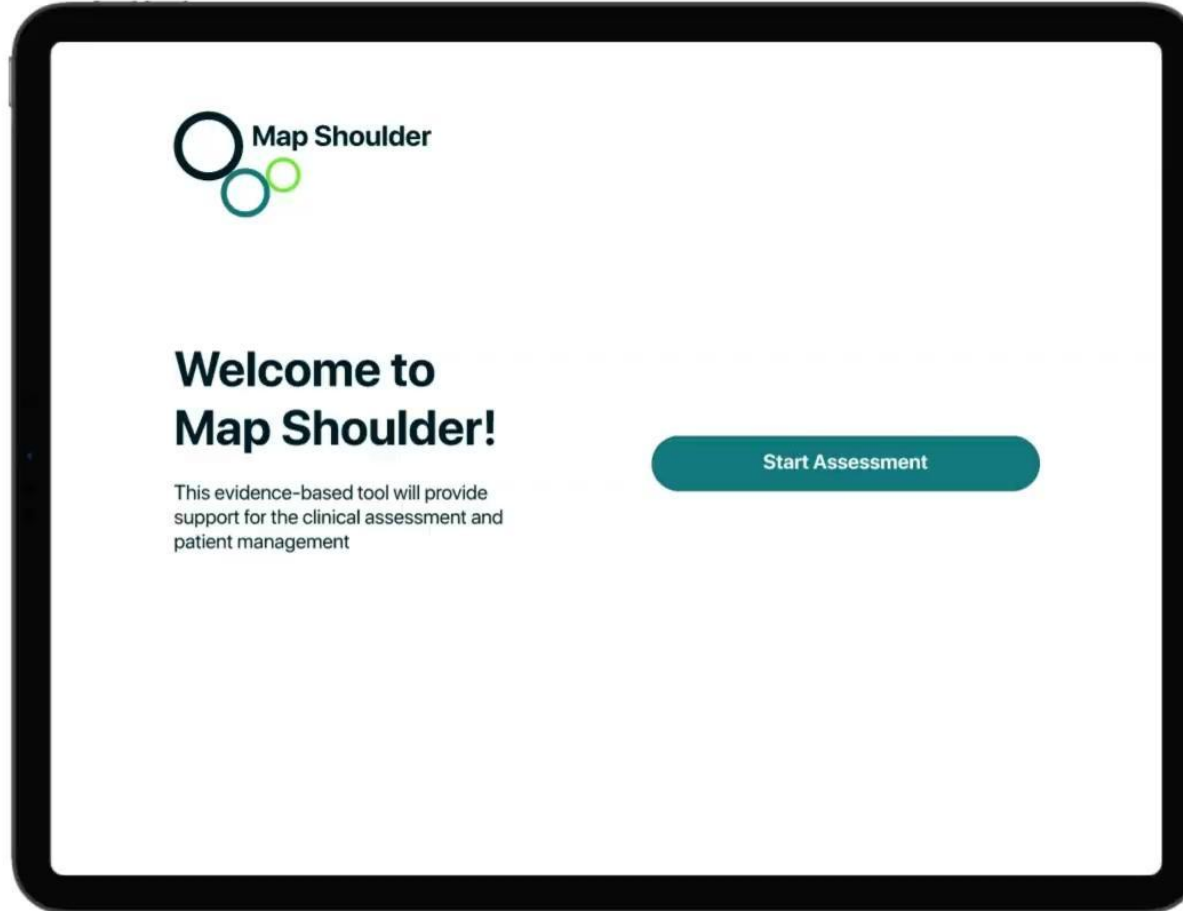 Map Shoulder
Welcome to
Map Shoulder!
This evidence-based tool will provide
support for the clinical assessment and
patient management
Start Assessment